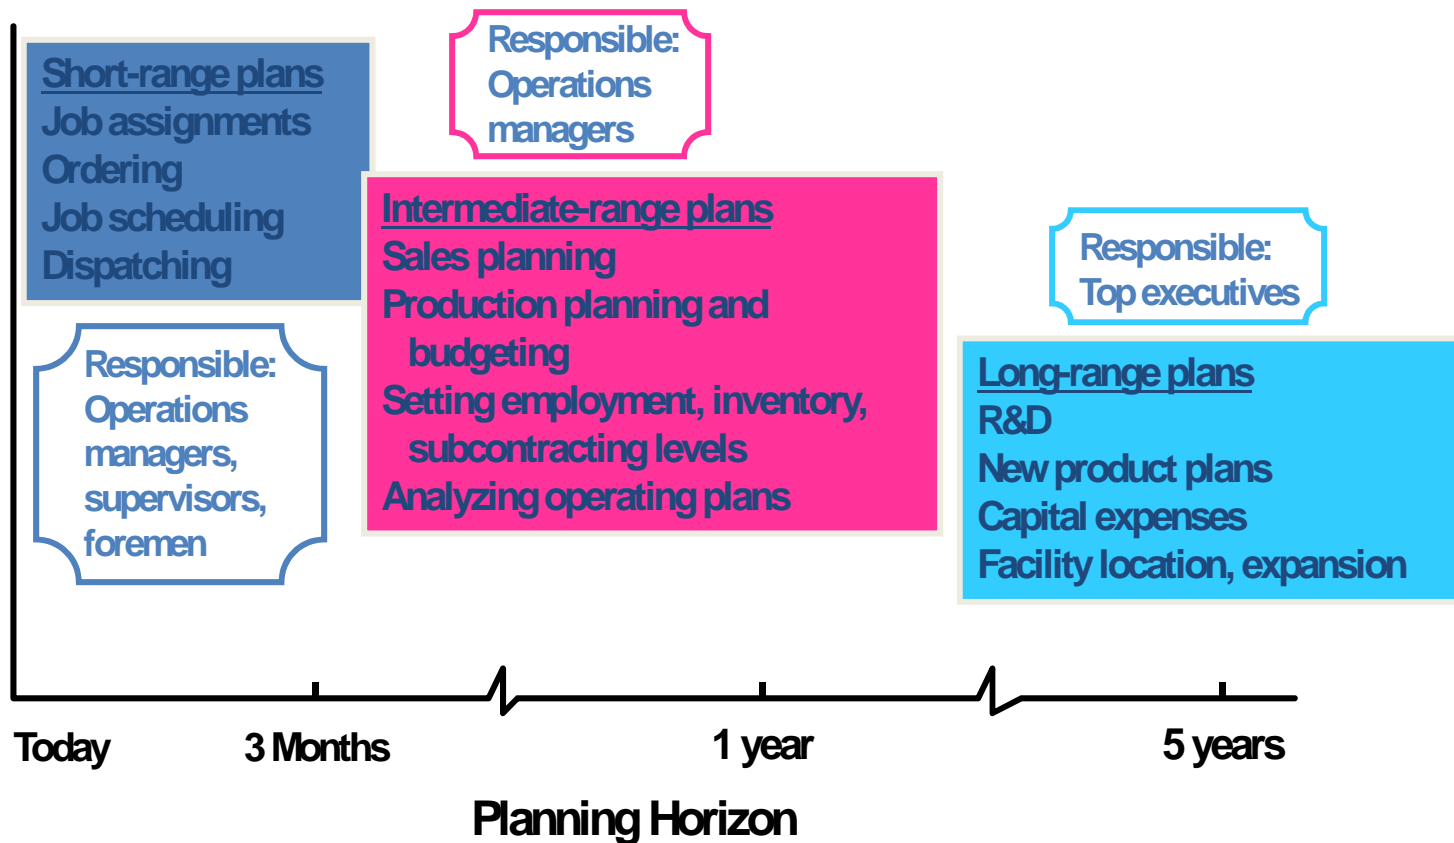 Short-range plans
Job assignments
Ordering
Job scheduling
Dispatching
Responsible:
Operations
managers,
supervisors,
foremen
Responsible:
Operations
managers
Intermediate-range plans
Sales planning
Production planning and
budgeting
Setting employment, inventory,
subcontracting levels
Analyzing operating plans
Responsible:
Top executives
Long-range plans
R&D
New product plans
Capital expenses
Facility location, expansion
Today
3 Months
1 year
5 years
Planning Horizon